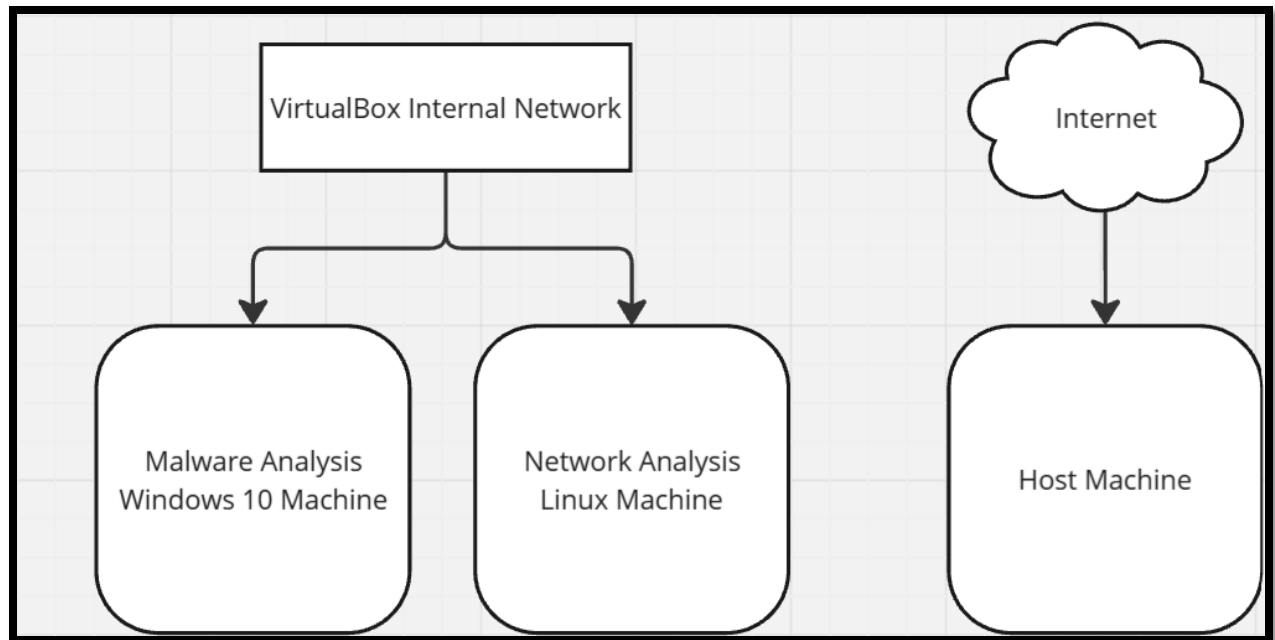 VirtualBox Internal Network
Internet
Malware Analysis
Windows 10 Machine
Network Analysis
Linux Machine
Host Machine